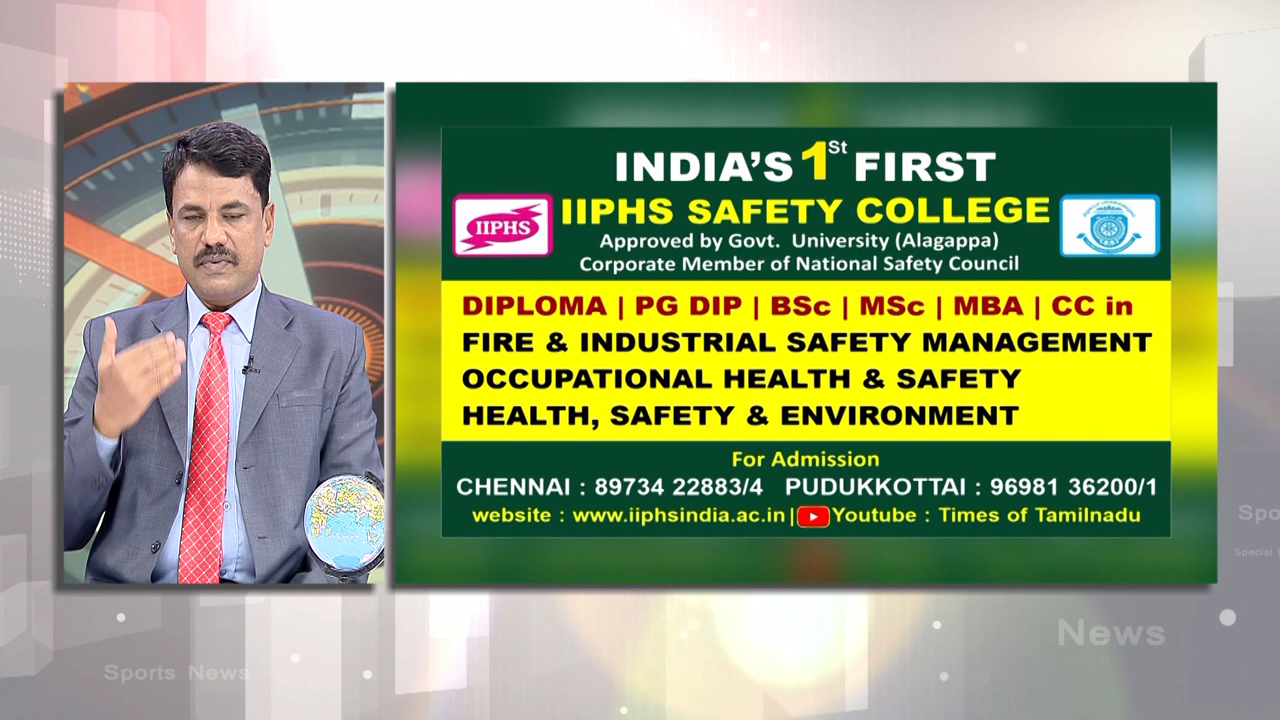 INDIA'S 1St FIRST
IIPHS
IIPHS SAFETY COLLEGE
Approved by Govt. University (Alagappa)
Corporate Member of National Safety Council
DIPLOMA | PG DIP | BSc | MSc | MBA | CC in
FIRE & INDUSTRIAL SAFETY MANAGEMENT
OCCUPATIONAL HEALTH & SAFETY
HEALTH, SAFETY & ENVIRONMENT
For Admission
CHENNAI : 89734 22883/4 PUDUKKOTTAI : 96981 36200/1
website : www.iiphsindia.ac.in | Youtube : Times of Tamilnadu
Spo
Special
News
Sports News